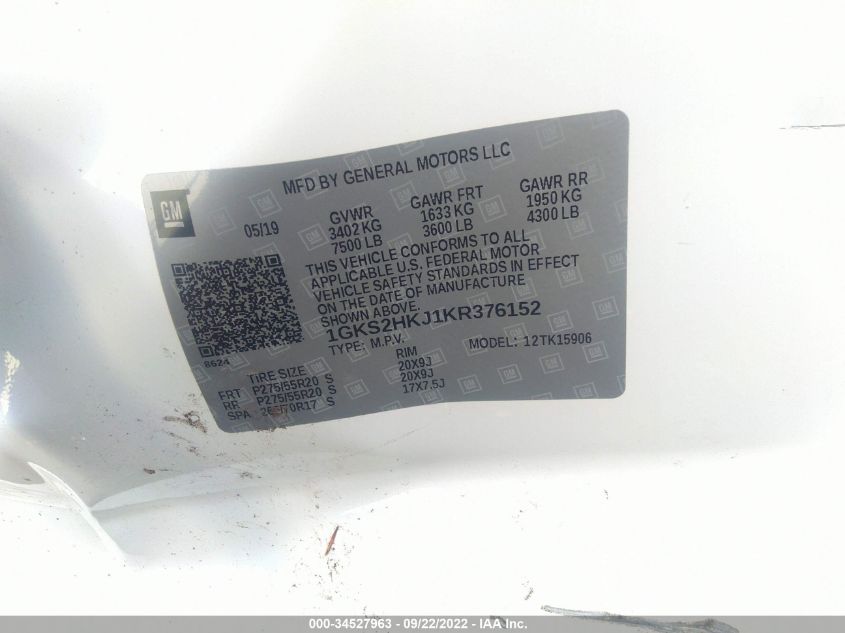 MFD BY GENERAL MOTORS LLC
GM
05/19
GVWR GAWR FRT GAWR RR
3402 KG 1633 KG 1950 KG
7500 LB 3600 LB 4300 LB
THIS VEHICLE CONFORMS TO ALL
APPLICABLE U.S. FEDERAL MOTOR
VEHICLE SAFETY STANDARDS IN EFFECT
ON THE DATE OF MANUFACTURE
SHOWN ABOVE.
1GKS2HKJ1KR376152
TYPE: M.P.V. MODEL: 12TK15906
8624
TIRE SIZE RIM
FRT P275/55R20 S 20X9J
RR P275/55R20 S 20X9J
SPA 265/70R17 S 17X7.5J
000-34527963 - 09/22/2022 - IAA Inc.